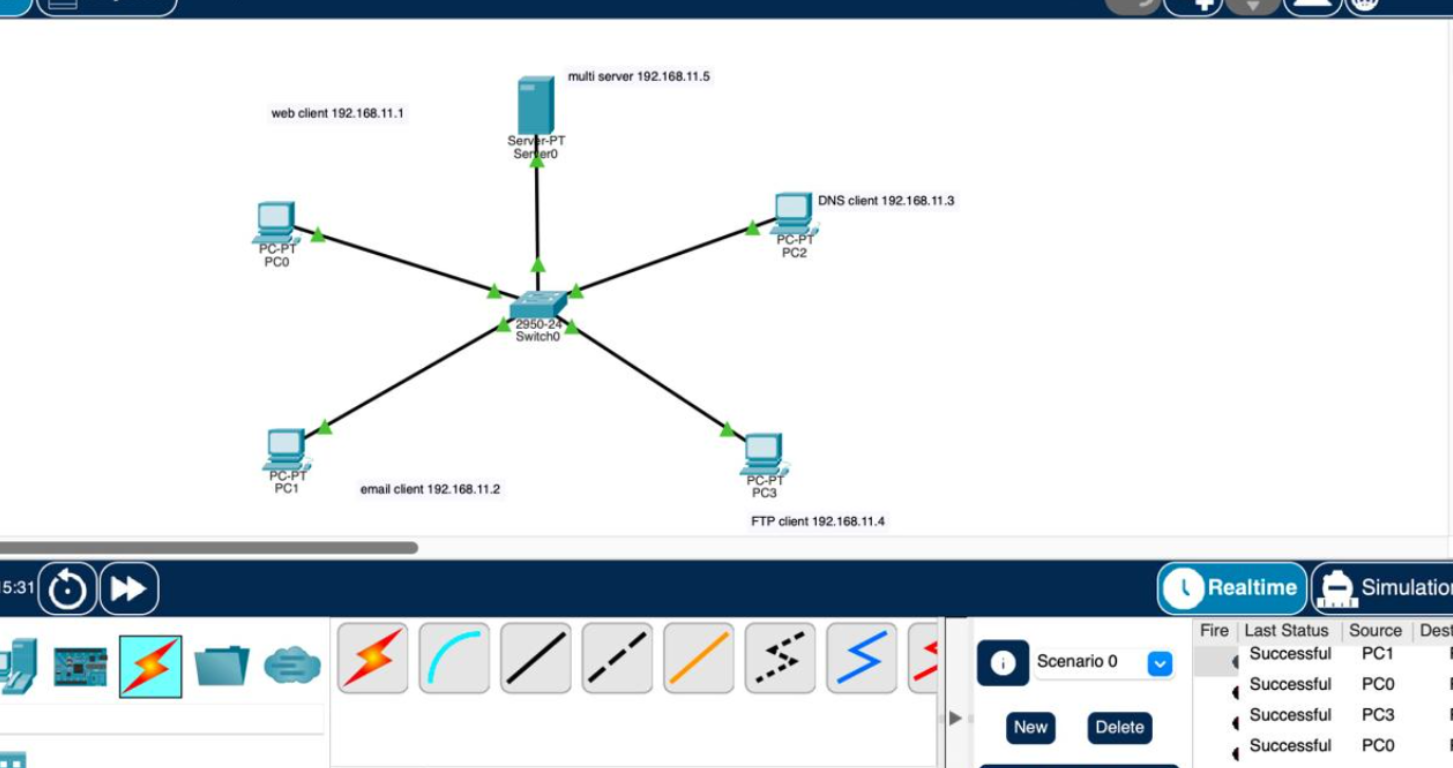 multi server 192.168.11.5
web client 192.168.11.1
Server-PT
Server0
DNS client 192.168.11.3
PC-PT
PC0
PC-PT
PC2
2950-24
Switch0
PC-PT
PC1
PC-PT
PC3
email client 192.168.11.2
FTP client 192.168.11.4
5:31
Realtime
Simulation
Fire Last Status Source Dest
Scenario 0
Successful PC1
Successful PC0
New Delete
Successful PC3
Successful PC0